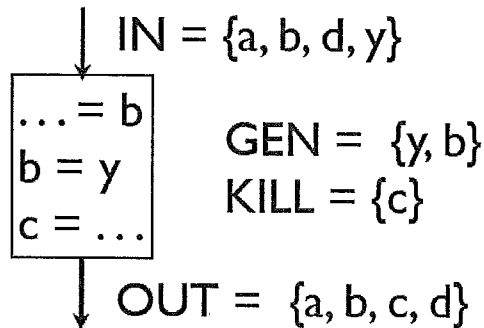 IN = {a, b, d, y}
... = b
b = y
c = ...
GEN = {y, b}
KILL = {c}
OUT = {a, b, c, d}